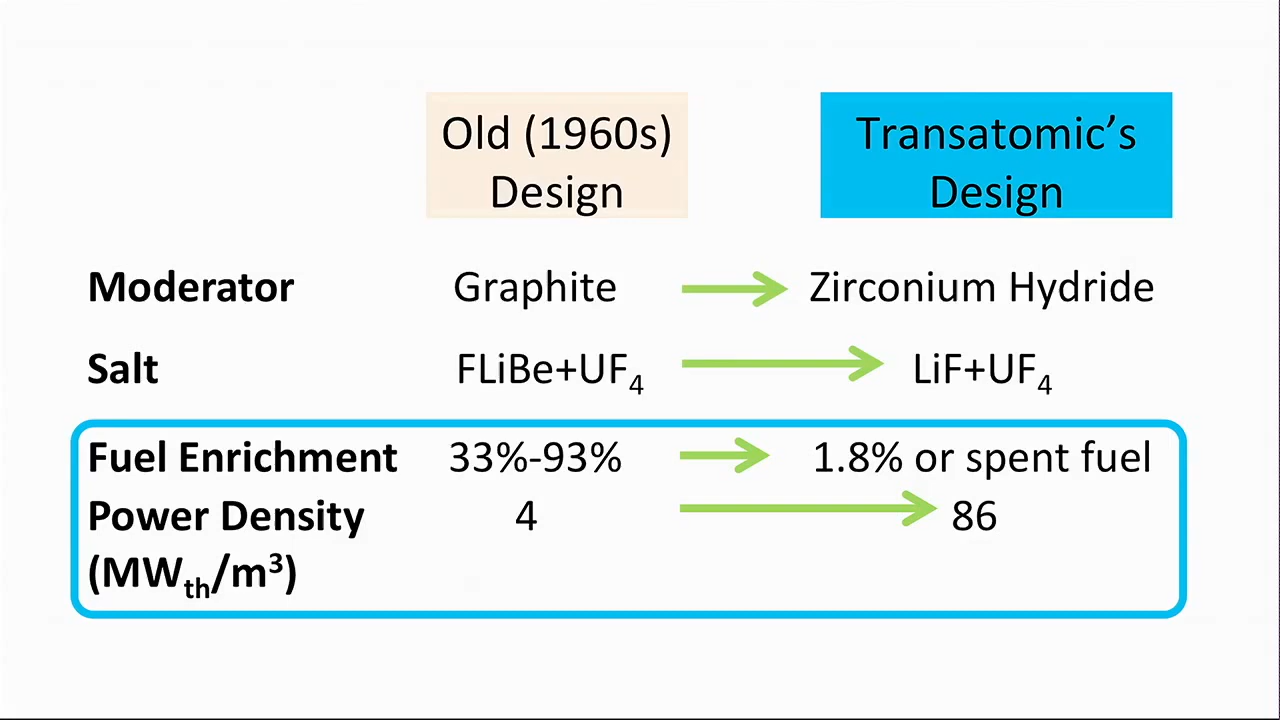 Old (1960s)
Design
Transatomic’s
Design
Moderator Graphite Zirconium Hydride
Salt FLiBe+UF₄ LiF+UF₄
Fuel Enrichment 33%-93% 1.8% or spent fuel
Power Density 4 86
(MWth/m³)